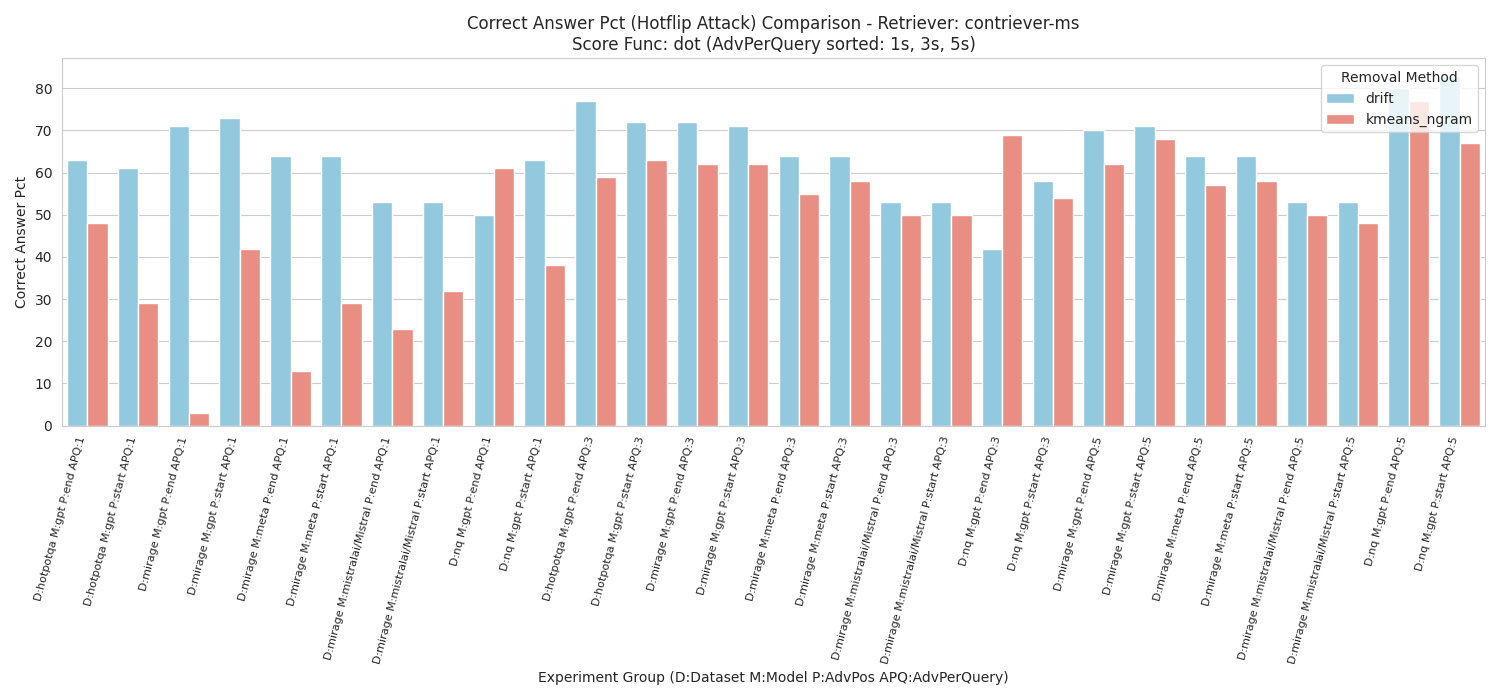 Correct Answer Pct (Hotflip Attack) Comparison - Retriever: contriever-ms
Score Func: dot (AdvPerQuery sorted: 1s, 3s, 5s)
Removal Method
drift
kmeans_ngram
Correct Answer Pct
80
70
60
50
40
30
20
10
0
D:hotpotqa M:gpt P:end APQ:1
D:hotpotqa M:gpt P:start APQ:1
D:mirage M:gpt P:end APQ:1
D:mirage M:gpt P:start APQ:1
D:mirage M:meta P:end APQ:1
D:mirage M:meta P:start APQ:1
D:mirage M:mistralai/Mistral P:end APQ:1
D:mirage M:mistralai/Mistral P:start APQ:1
D:nq M:gpt P:end APQ:1
D:nq M:gpt P:start APQ:1
D:hotpotqa M:gpt P:end APQ:3
D:hotpotqa M:gpt P:start APQ:3
D:mirage M:gpt P:end APQ:3
D:mirage M:gpt P:start APQ:3
D:mirage M:meta P:end APQ:3
D:mirage M:meta P:start APQ:3
D:mirage M:mistralai/Mistral P:end APQ:3
D:mirage M:mistralai/Mistral P:start APQ:3
D:nq M:gpt P:end APQ:3
D:nq M:gpt P:start APQ:3
D:mirage M:gpt P:end APQ:5
D:mirage M:gpt P:start APQ:5
D:mirage M:meta P:end APQ:5
D:mirage M:meta P:start APQ:5
D:mirage M:mistralai/Mistral P:end APQ:5
D:mirage M:mistralai/Mistral P:start APQ:5
D:nq M:gpt P:end APQ:5
D:nq M:gpt P:start APQ:5
Experiment Group (D:Dataset M:Model P:AdvPos APQ:AdvPerQuery)